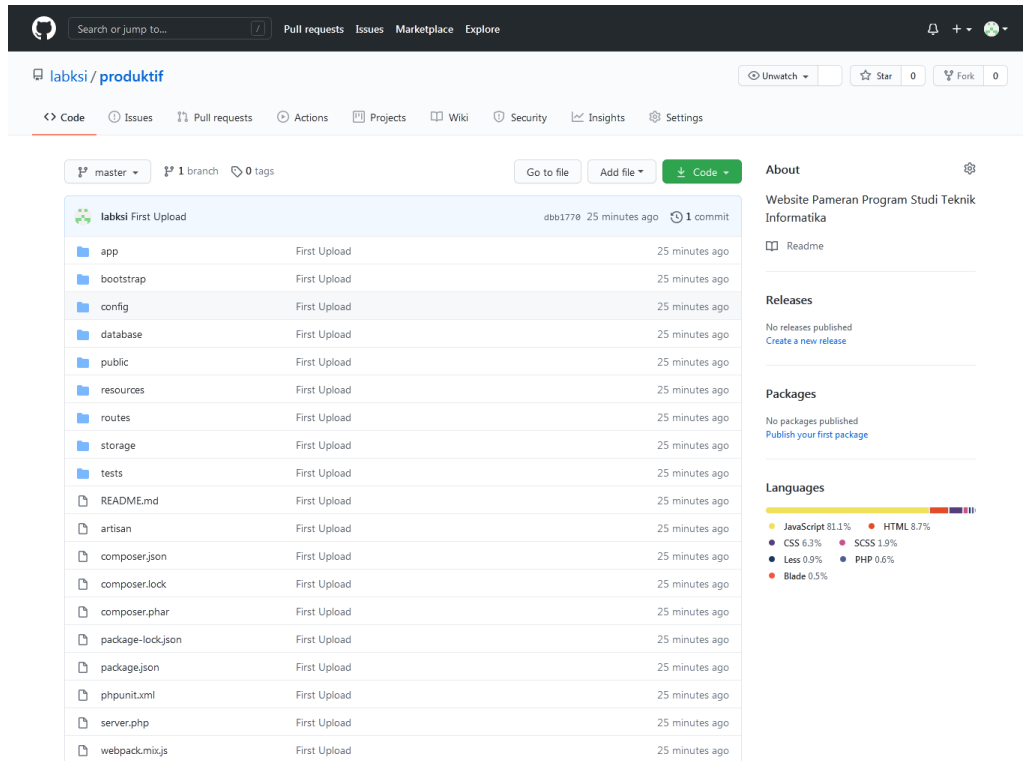 Search or jump to... /
Pull requests Issues Marketplace Explore
labksi / produktif
Unwatch Star 0 Fork 0
Code Issues Pull requests Actions Projects Wiki Security Insights Settings
master 1 branch 0 tags Go to file Add file Code
labksi First Upload dbb1770 25 minutes ago 1 commit
app First Upload 25 minutes ago
bootstrap First Upload 25 minutes ago
config First Upload 25 minutes ago
database First Upload 25 minutes ago
public First Upload 25 minutes ago
resources First Upload 25 minutes ago
routes First Upload 25 minutes ago
storage First Upload 25 minutes ago
tests First Upload 25 minutes ago
README.md First Upload 25 minutes ago
artisan First Upload 25 minutes ago
composer.json First Upload 25 minutes ago
composer.lock First Upload 25 minutes ago
composer.phar First Upload 25 minutes ago
package-lock.json First Upload 25 minutes ago
package.json First Upload 25 minutes ago
phpunit.xml First Upload 25 minutes ago
server.php First Upload 25 minutes ago
webpack.mix.js First Upload 25 minutes ago
About
Website Pameran Program Studi Teknik
Informatika
Readme
Releases
No releases published
Create a new release
Packages
No packages published
Publish your first package
Languages
JavaScript 81.1% HTML 8.7%
CSS 6.3% SCSS 1.9%
Less 0.9% PHP 0.6%
Blade 0.5%